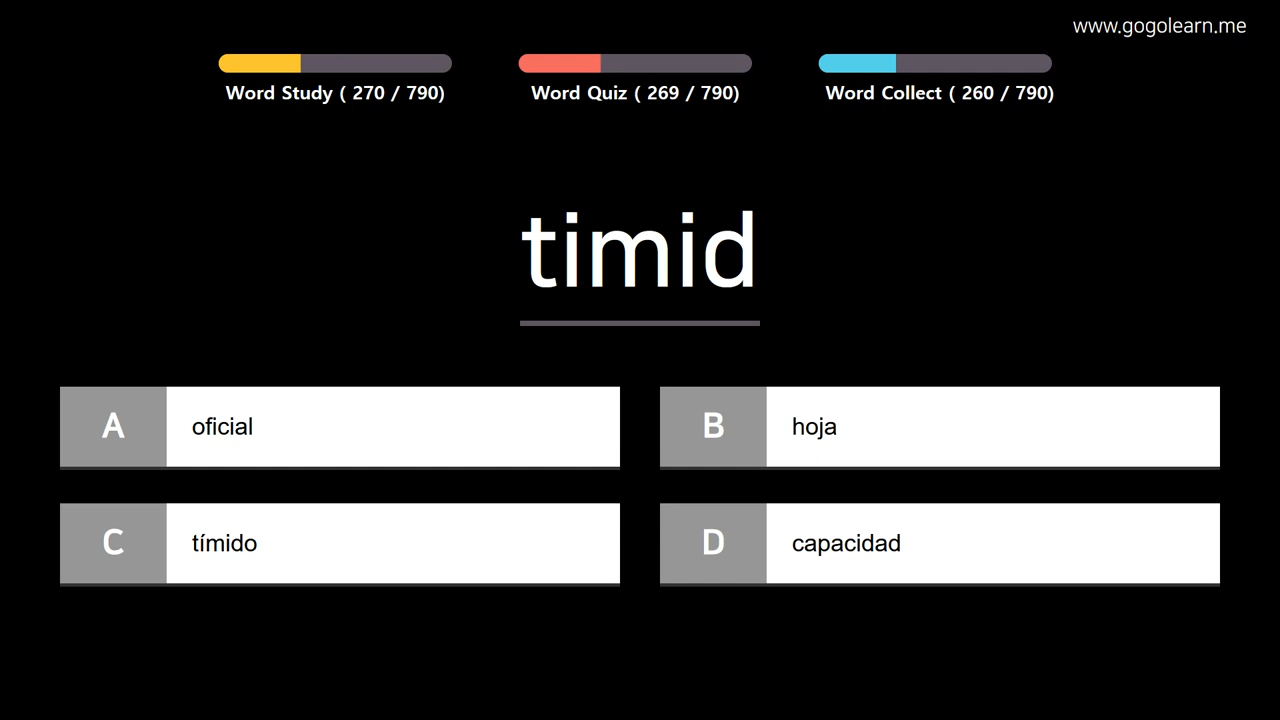 www.gogolearn.me
Word Study ( 270 / 790)
Word Quiz ( 269 / 790)
Word Collect ( 260 / 790)
timid
A oficial
B hoja
C tímido
D capacidad